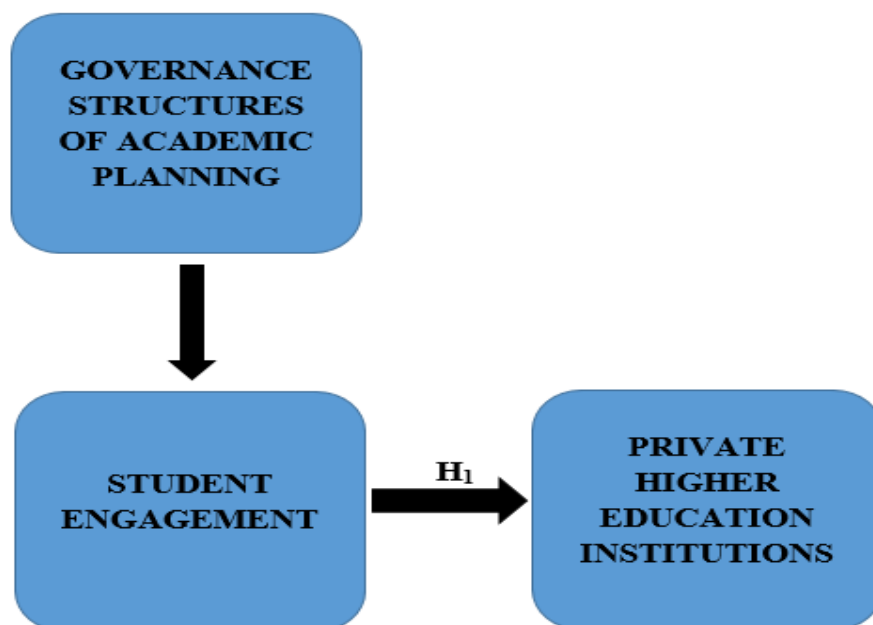 GOVERNANCE
STRUCTURES
OF ACADEMIC
PLANNING
STUDENT
ENGAGEMENT
H₁
PRIVATE
HIGHER
EDUCATION
INSTITUTIONS